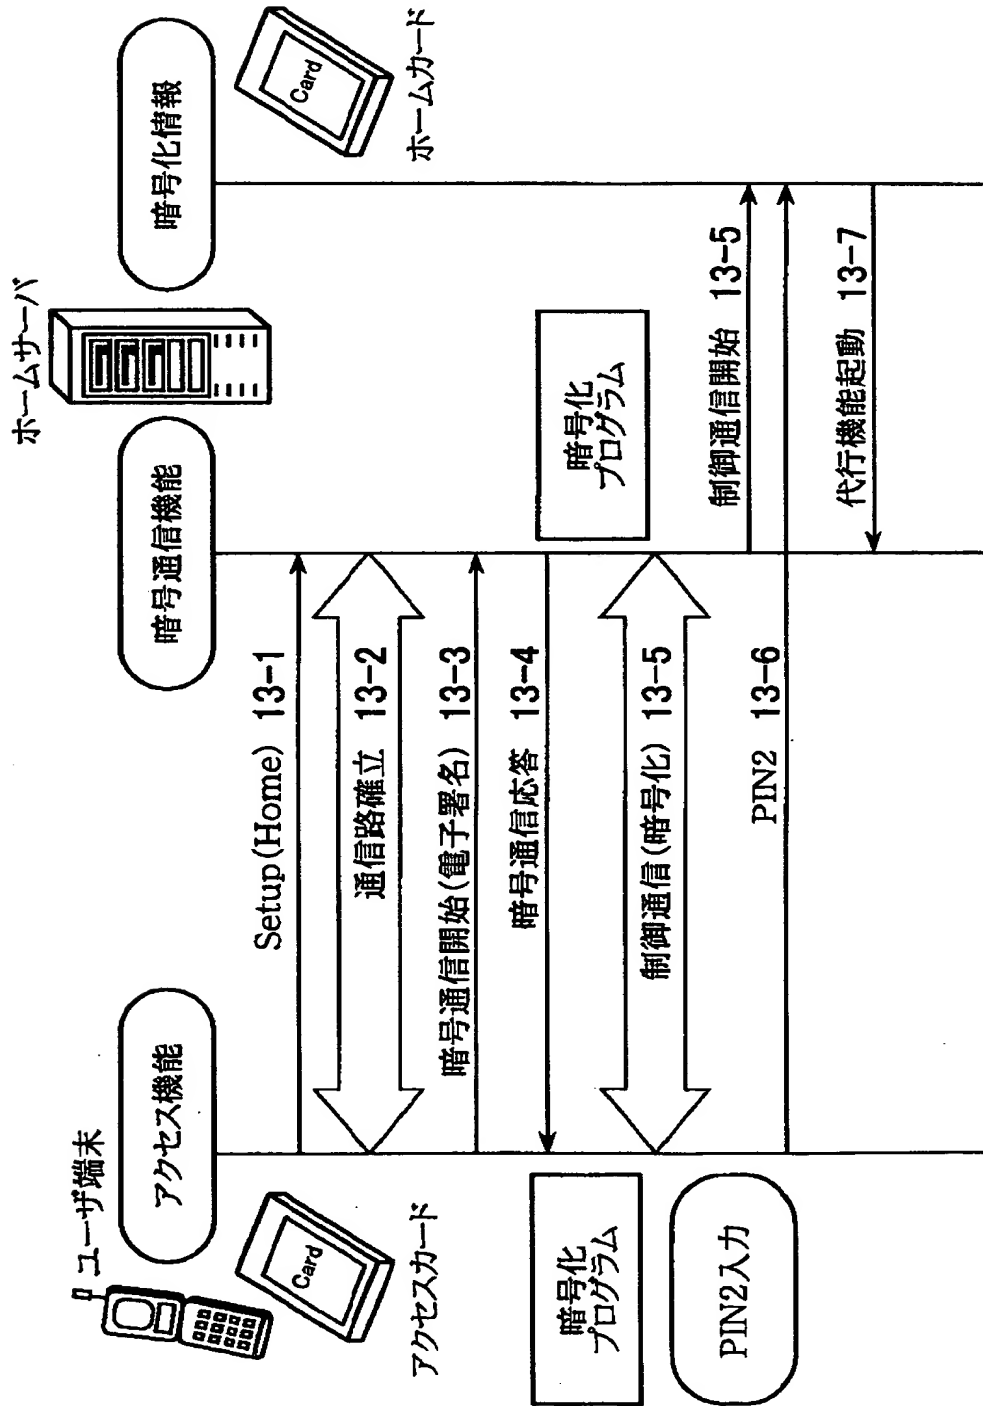 ユーザ端末
アクセス機能
Card
アクセスカード
ホームサーバ
暗号通信機能
暗号化情報
Card
ホームカード
Setup(Home) 13-1
通信路確立 13-2
暗号通信開始(電子署名) 13-3
暗号通信応答 13-4
暗号化
プログラム
暗号化
プログラム
制御通信(暗号化) 13-5
制御通信開始 13-5
PIN2入力
PIN2 13-6
代行機能起動 13-7